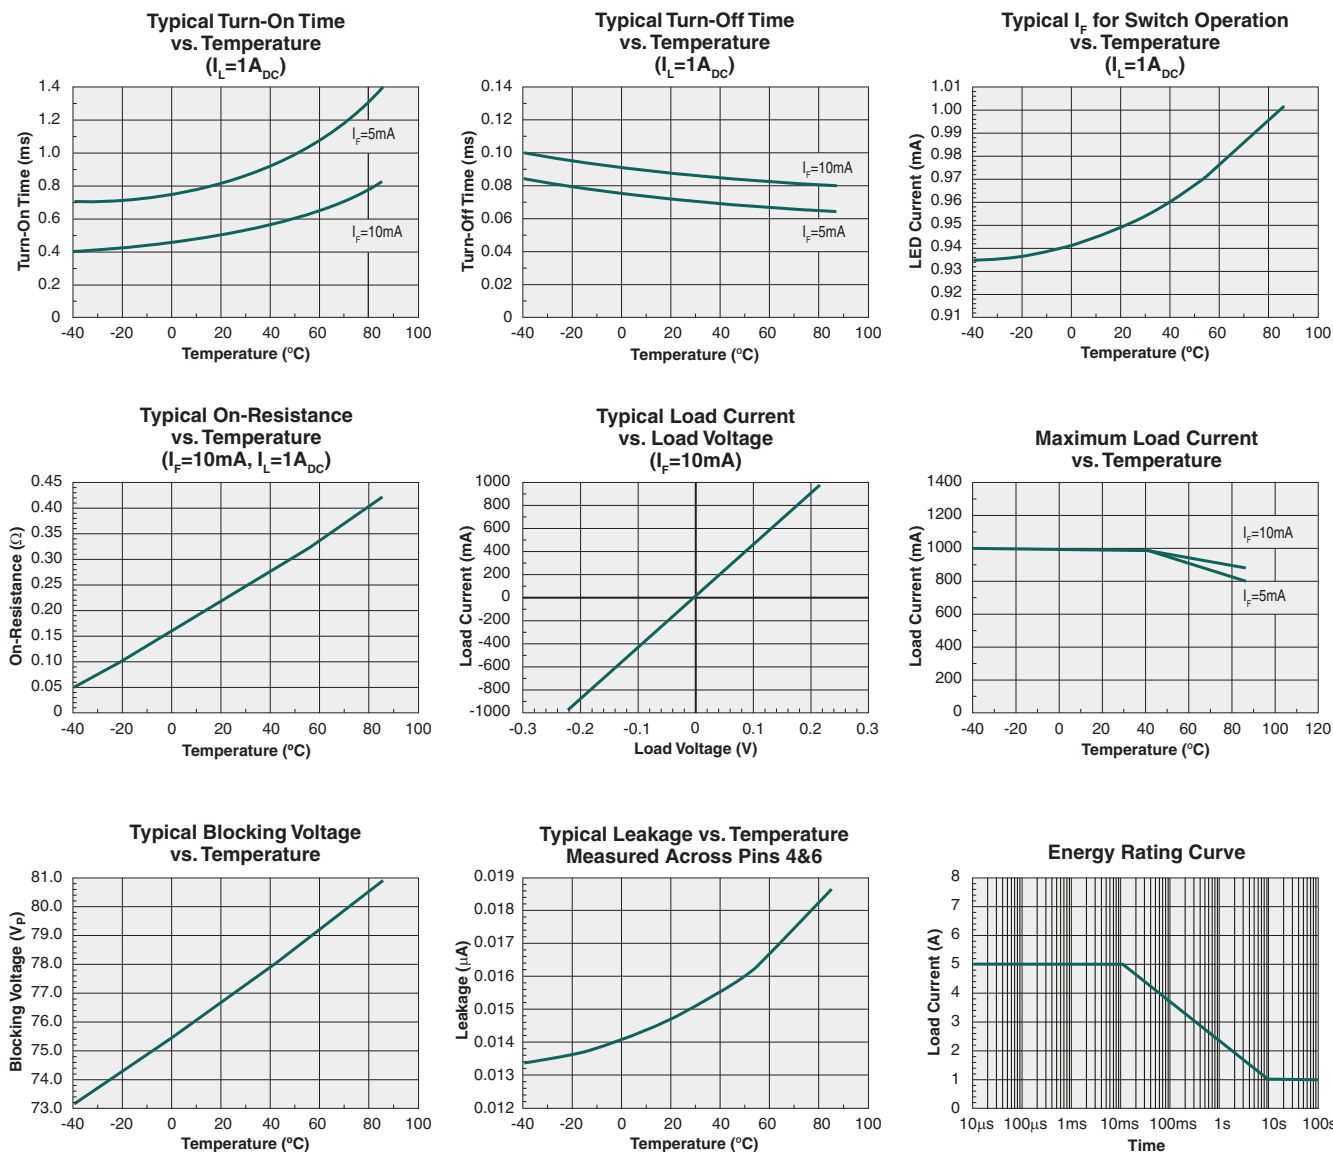 Typical Turn-On Time
vs. Temperature
(IL=1ADC)
1.4
1.2
1.0
0.8
0.6
0.4
0.2
0
Turn-On Time (ms)
IF=5mA
IF=10mA
-40 -20 0 20 40 60 80 100
Temperature (ºC)
Typical Turn-Off Time
vs. Temperature
(IL=1ADC)
0.14
0.12
0.10
0.08
0.06
0.04
0.02
0
Turn-Off Time (ms)
IF=10mA
IF=5mA
-40 -20 0 20 40 60 80 100
Temperature (ºC)
Typical IF for Switch Operation
vs. Temperature
(IL=1ADC)
1.01
1.00
0.99
0.98
0.97
0.95
0.94
0.93
0.92
0.91
LED Current (mA)
-40 -20 0 20 40 60 80 100
Temperature (ºC)
Typical On-Resistance
vs. Temperature
(IF=10mA, IL=1ADC)
0.45
0.40
0.30
0.25
0.20
0.15
0.10
0.05
0
On-Resistance (Ω)
-40 -20 0 20 40 60 80 100
Temperature (ºC)
Typical Load Current
vs. Load Voltage
(IF=10mA)
1000
800
600
400
200
0
-200
-400
-600
-800
-1000
Load Current (mA)
-0.3 -0.2 -0.1 0 0.1 0.2 0.3
Load Voltage (V)
Maximum Load Current
vs. Temperature
1400
1200
1000
800
600
400
200
0
Load Current (mA)
IF=10mA
IF=5mA
-40 -20 0 20 40 60 80 100 120
Temperature (ºC)
Typical Blocking Voltage
vs. Temperature
81.0
80.0
79.0
78.0
77.0
76.0
75.0
74.0
73.0
Blocking Voltage (VP)
-40 -20 0 20 40 60 80 100
Temperature (ºC)
Typical Leakage vs. Temperature
Measured Across Pins 4&6
0.019
0.018
0.017
0.016
0.015
0.014
0.013
0.012
Leakage (μA)
-40 -20 0 20 40 60 80 100
Temperature (ºC)
Energy Rating Curve
8
7
6
5
4
3
2
1
0
Load Current (A)
10μs 100μs 1ms 10ms 100ms 1s 10s 100s
Time